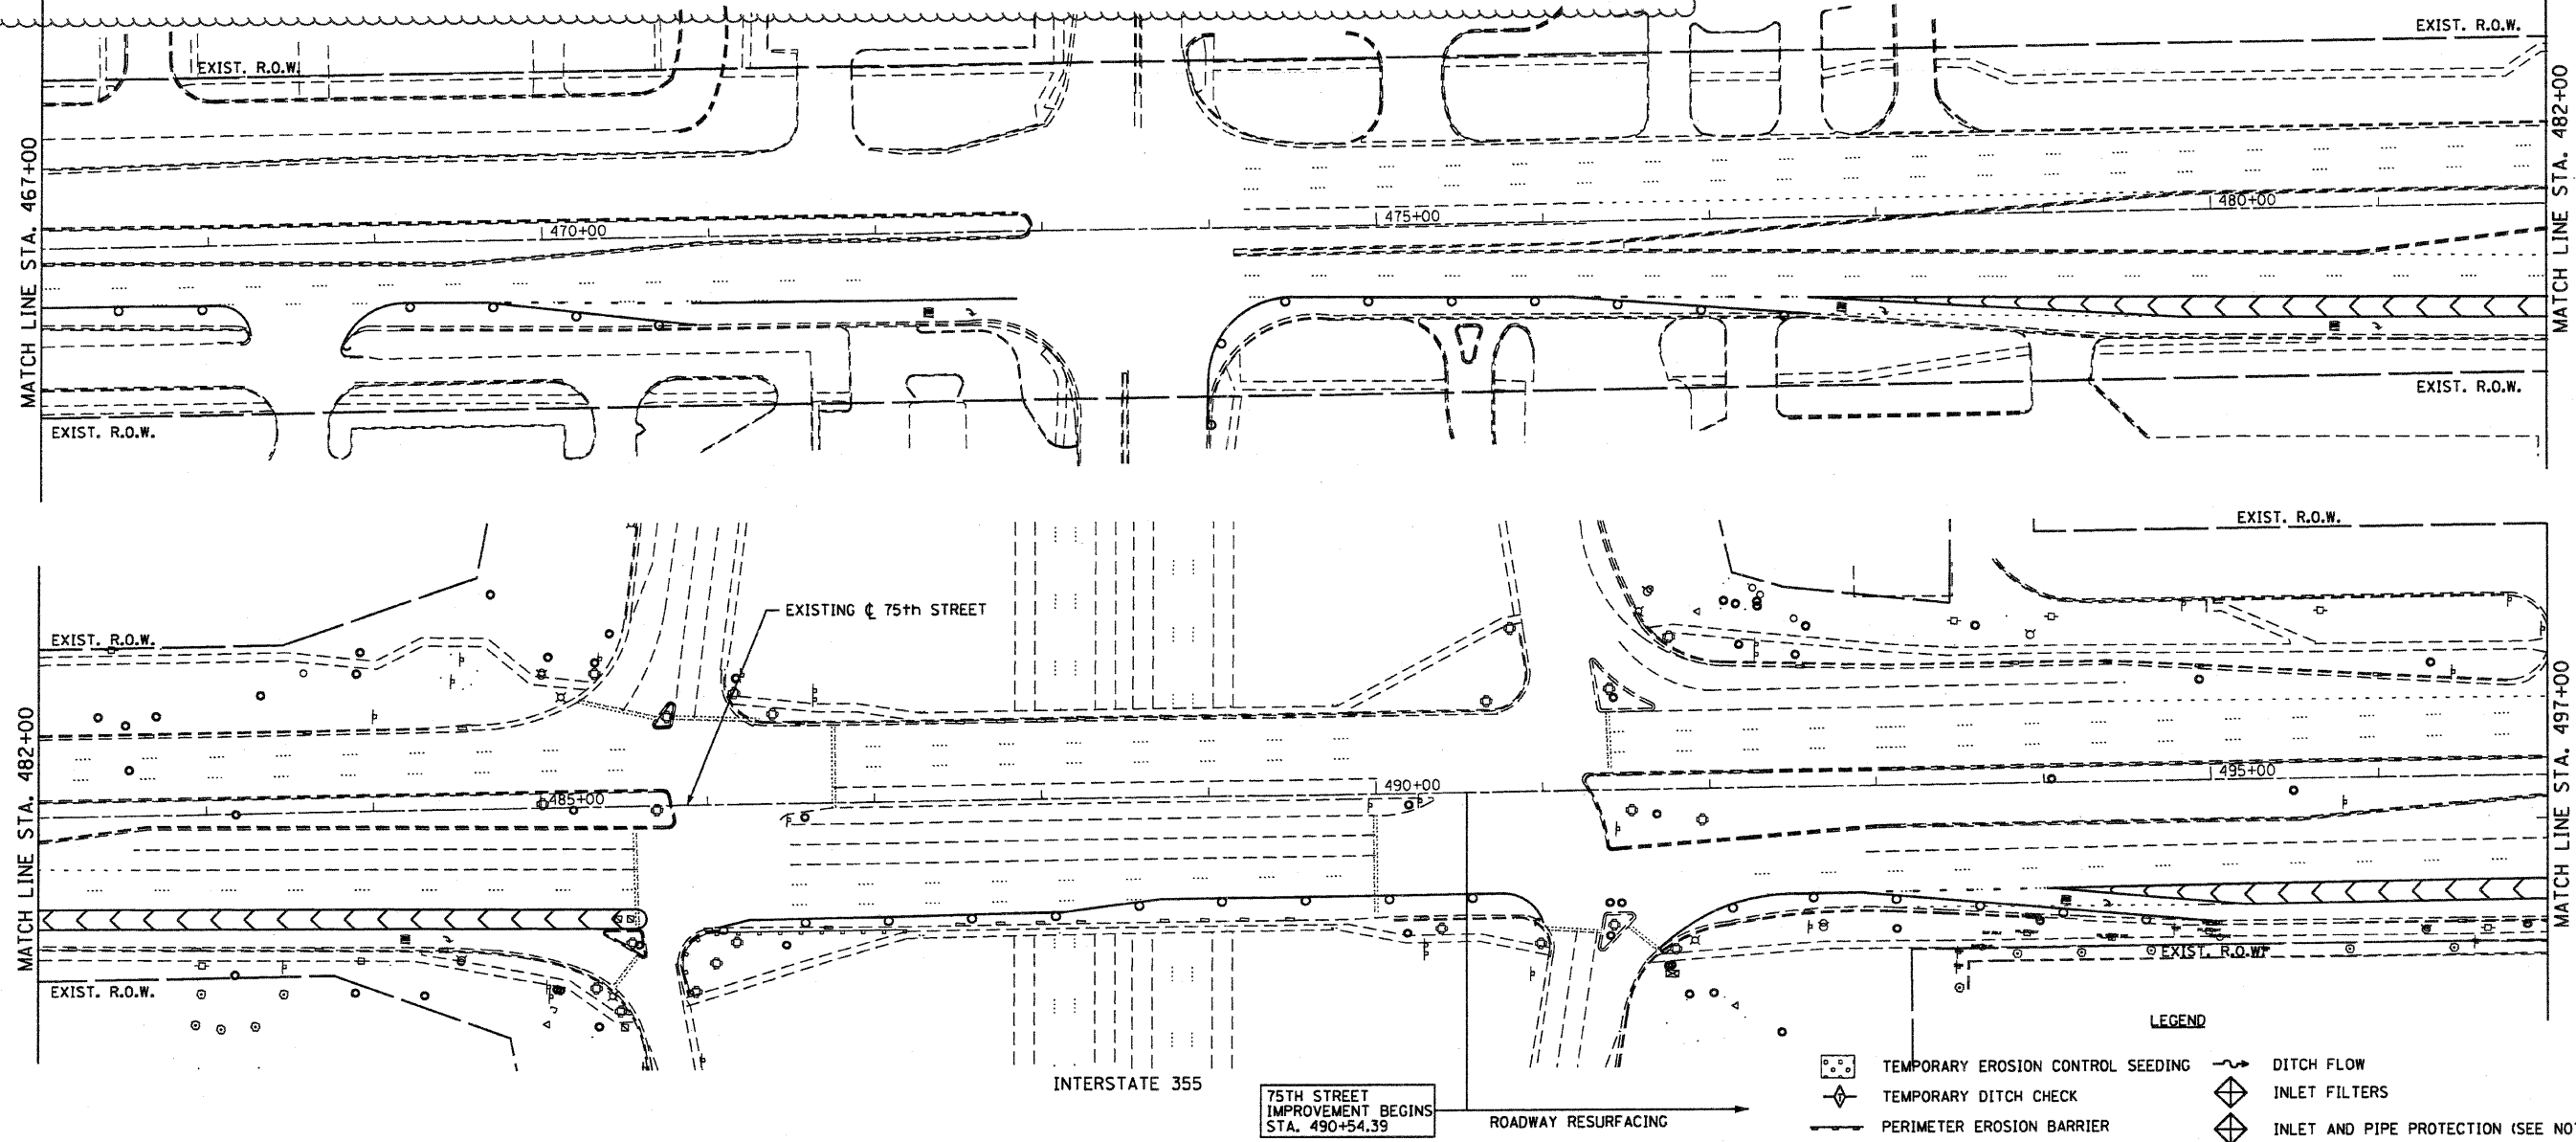 EXIST. R.O.W.
EXIST. R.O.W.
MATCH LINE STA. 467+00
MATCH LINE STA. 482+00
470+00
475+00
480+00
EXIST. R.O.W.
EXIST. R.O.W.
EXIST. R.O.W.
EXISTING ℄ 75th STREET
EXIST. R.O.W.
MATCH LINE STA. 482+00
MATCH LINE STA. 497+00
485+00
490+00
495+00
EXIST. R.O.W.
EXIST. R.O.W.
INTERSTATE 355
75TH STREET
IMPROVEMENT BEGINS
STA. 490+54.39
ROADWAY RESURFACING
LEGEND
TEMPORARY EROSION CONTROL SEEDING
TEMPORARY DITCH CHECK
PERIMETER EROSION BARRIER
DITCH FLOW
INLET FILTERS
INLET AND PIPE PROTECTION (SEE NO